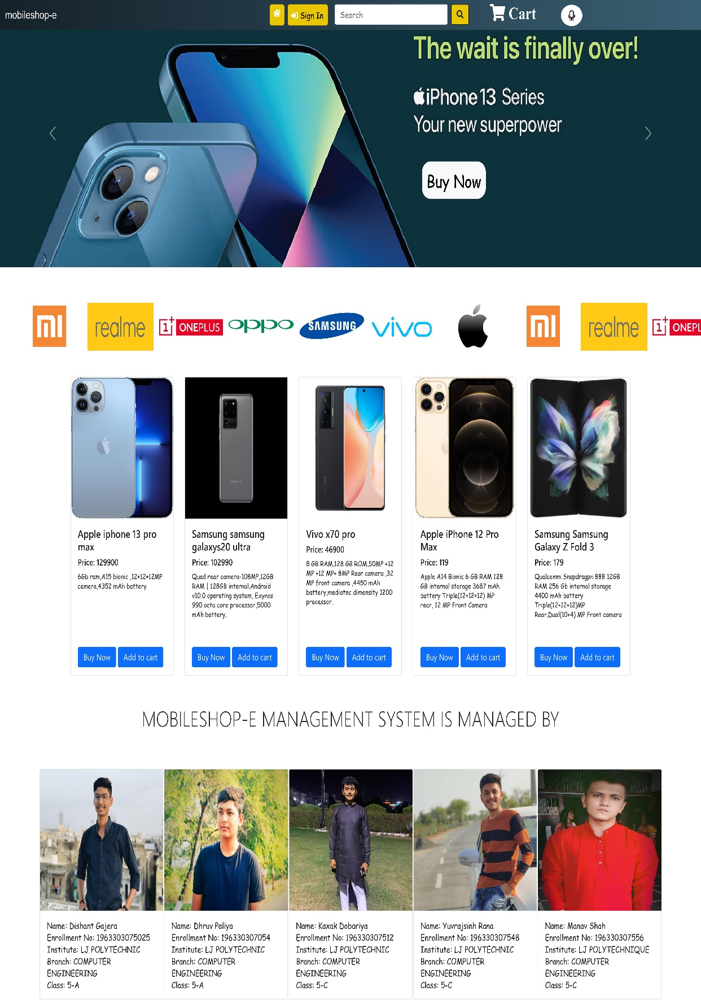 mobileshop-e
Sign In
Search
Cart
The wait is finally over!
iPhone 13 Series
Your new superpower
Buy Now
mi
realme
1+ ONEPLUS
oppo
SAMSUNG
vivo
mi
realme
1+ ONEPL
SAMSUNG
vivo
Apple iphone 13 pro
max
Price: 129900
6Gb ram,A15 bionic ,12+12+12MP
camera,4352 mAh battery
Buy Now
Add to cart
Samsung samsung
galaxys20 ultra
Price: 102990
Quad rear camera-108MP,12GB
RAM | 128GB internal,Android
v10.0 operating system, Exynos
990 octa core processor,5000
mAh battery.
Buy Now
Add to cart
Vivo x70 pro
Price: 46900
8 GB RAM,128 GB ROM,50MP +12
MP +12 MP+ 8MP Rear camera ,32
MP front camera ,4450 mAh
battery,mediatec dimensity 1200
processor.
Buy Now
Add to cart
Apple iPhone 12 Pro
Max
Price: 119
Apple A14 Bionic 6 GB RAM 128
GB internal storage 3687 mAh
battery Triple(12+12+12) MP
rear, 12 MP Front Camera
Buy Now
Add to cart
Samsung Samsung
Galaxy Z Fold 3
Price: 179
Qualcomm Snapdragpn 888 12GB
RAM 256 Gb internal storage
4400 mAh battery
Triple(12+12+12)MP
Rear,Dual(10+4) MP Front camera
Buy Now
Add to cart
MOBILESHOP-E MANAGEMENT SYSTEM IS MANAGED BY
Name: Dishant Gajera
Enrollment No: 1963303075025
Institute: LJ POLYTECHNIC
Branch: COMPUTER
ENGINEERING
Class: 5-A
Name: Dhruv Paliya
Enrollment No: 196330307054
Institute: LJ POLYTECHNIC
Branch: COMPUTER
ENGINEERING
Class: 5-A
Name: Kaxak Dobariya
Enrollment No: 196330307512
Institute: LJ POLYTECHNIC
Branch: COMPUTER
ENGINEERING
Class: 5-C
Name: Yuvrajsinh Rana
Enrollment No: 196330307548
Institute: LJ POLYTECHNIC
Branch: COMPUTER
ENGINEERING
Class: 5-C
Name: Manav Shah
Enrollment No: 196330307556
Institute: LJ POLYTECHNIQUE
Branch: COMPUTER
ENGINEERING
Class: 5-C